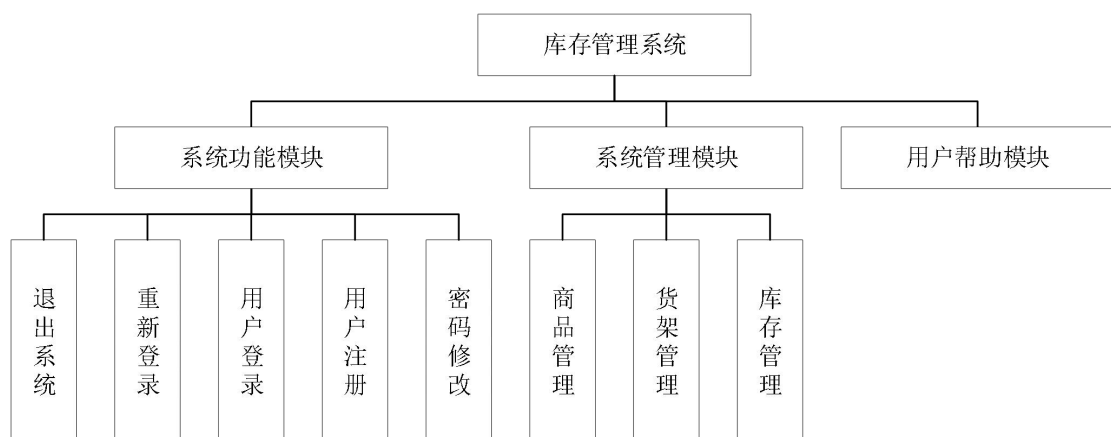 库存管理系统
系统功能模块
系统管理模块
用户帮助模块
退出系统
重新登录
用户登录
用户注册
密码修改
商品管理
货架管理
库存管理